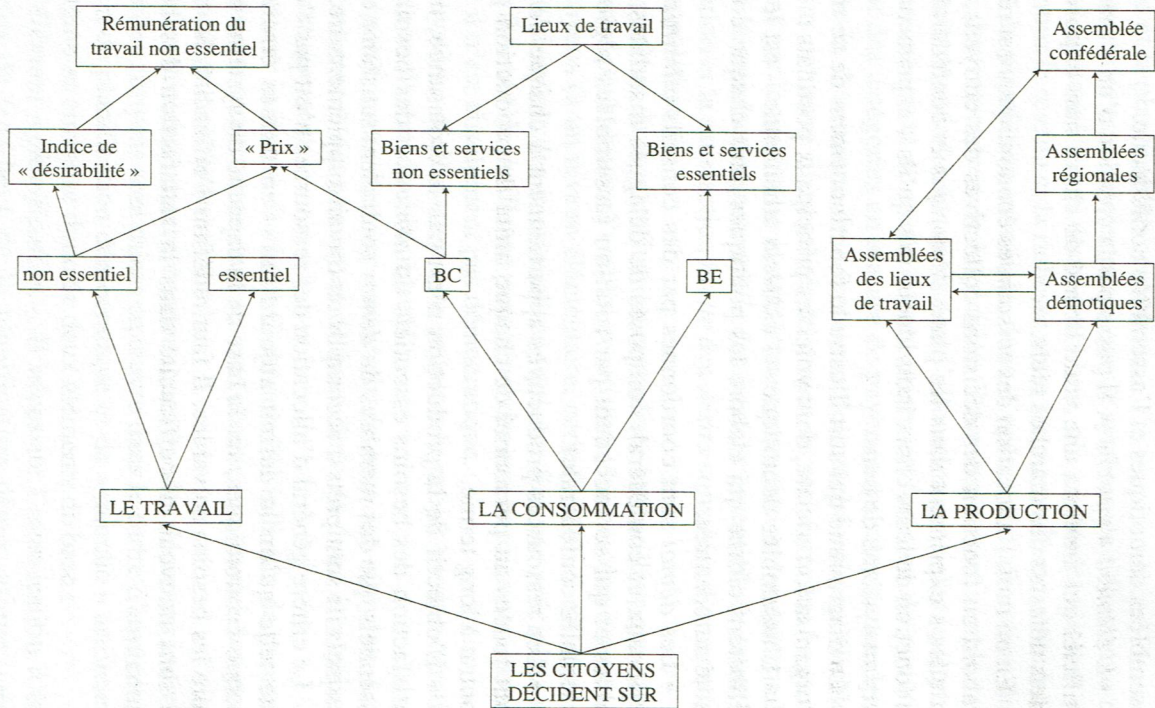 Rémunération du
travail non essentiel
Lieux de travail
Assemblée
confédérale
Indice de
« désirabilité »
« Prix »
Biens et services
non essentiels
Biens et services
essentiels
Assemblées
régionales
non essentiel
essentiel
BC
BE
Assemblées
des lieux
de travail
Assemblées
démotiques
LE TRAVAIL
LA CONSOMMATION
LA PRODUCTION
LES CITOYENS
DÉCIDENT SUR